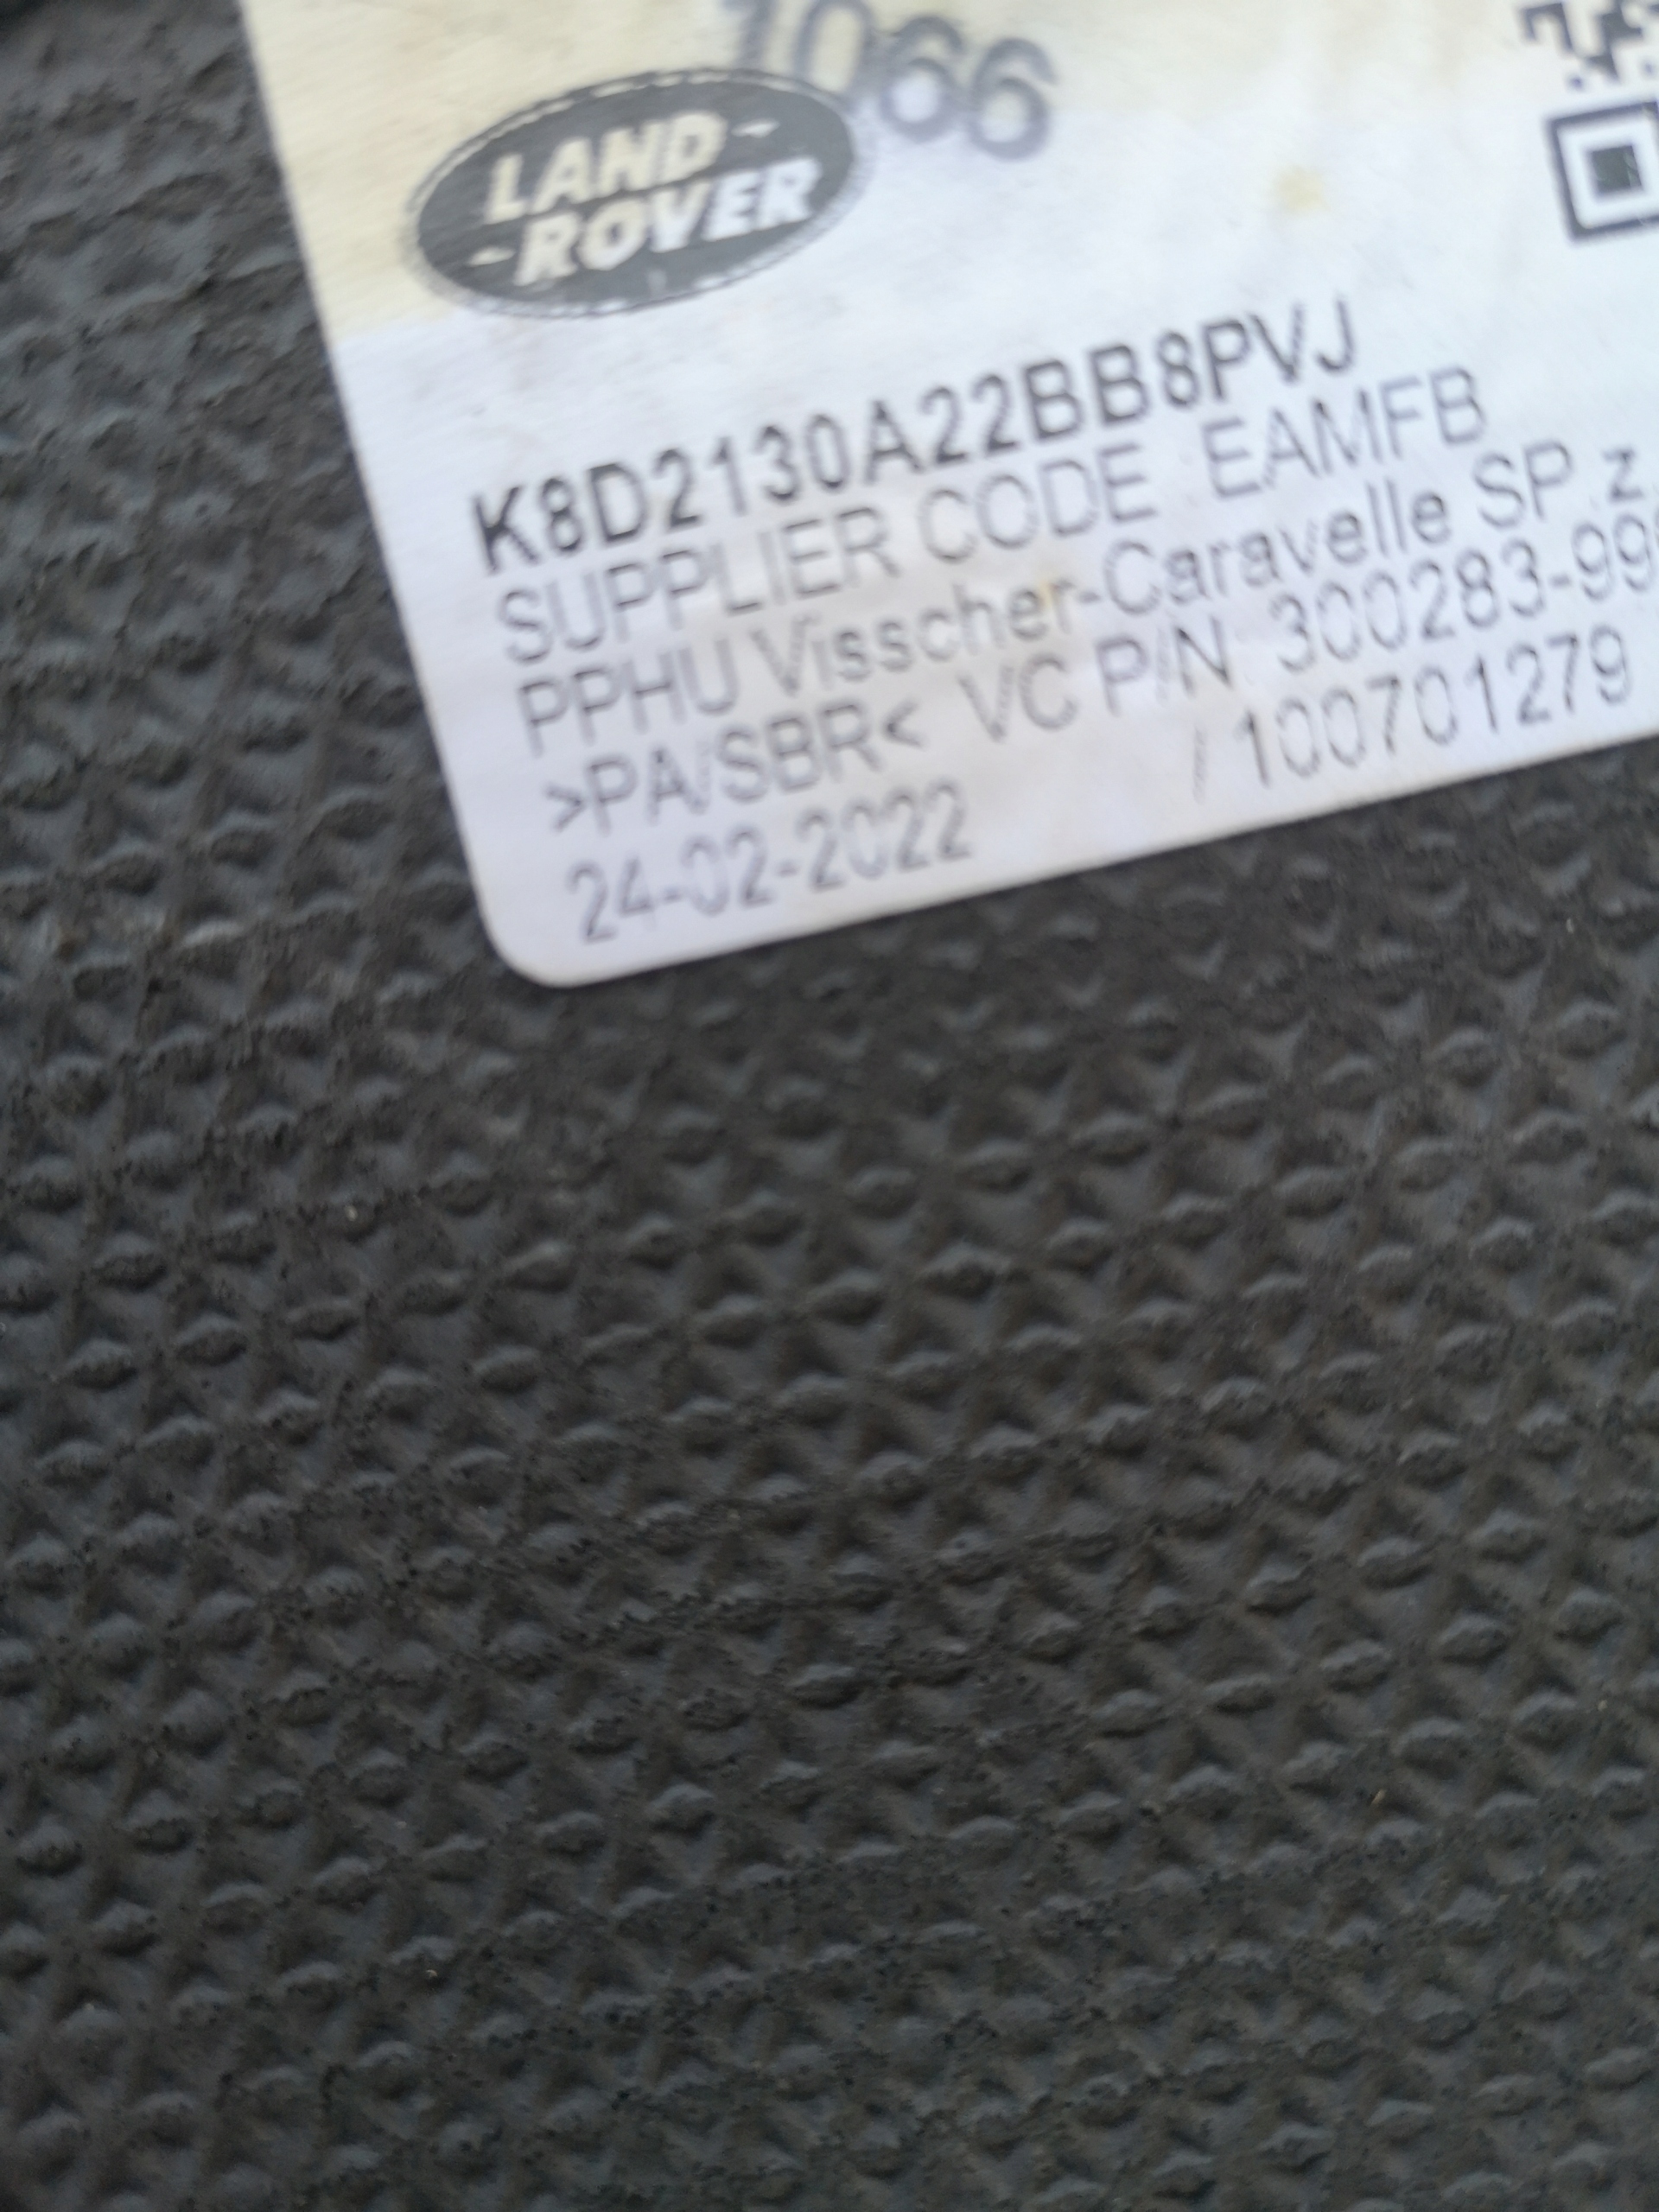 1066
LAND
ROVER
K8D2130A22BB8PVJ
SUPPLIER CODE EAMFB
PPHU Visscher-Caravelle SP z
>PA/SBR< VC P/N: 300283-99
24-02-2022 / 100701279